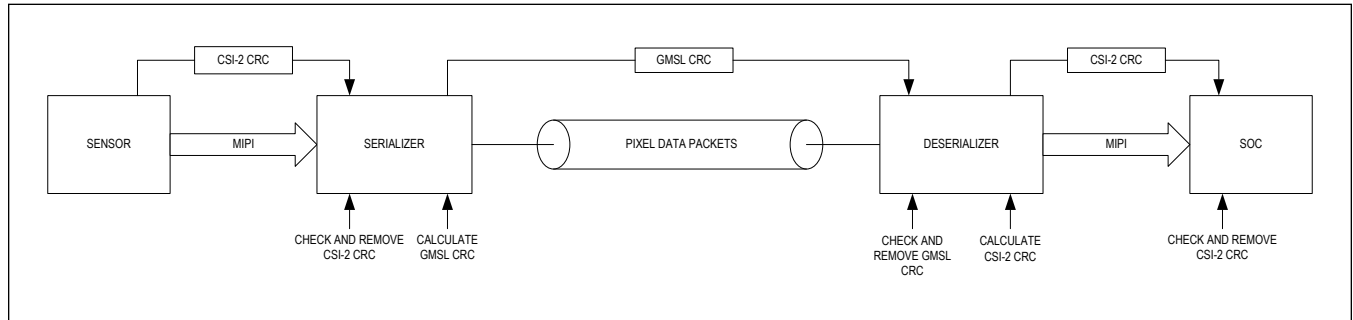 CSI-2 CRC
GMSL CRC
CSI-2 CRC
SENSOR
MIPI
SERIALIZER
PIXEL DATA PACKETS
DESERIALIZER
MIPI
SOC
CHECK AND REMOVE
CSI-2 CRC
CALCULATE
GMSL CRC
CHECK AND
REMOVE GMSL
CRC
CALCULATE
CSI-2 CRC
CHECK AND REMOVE
CSI-2 CRC